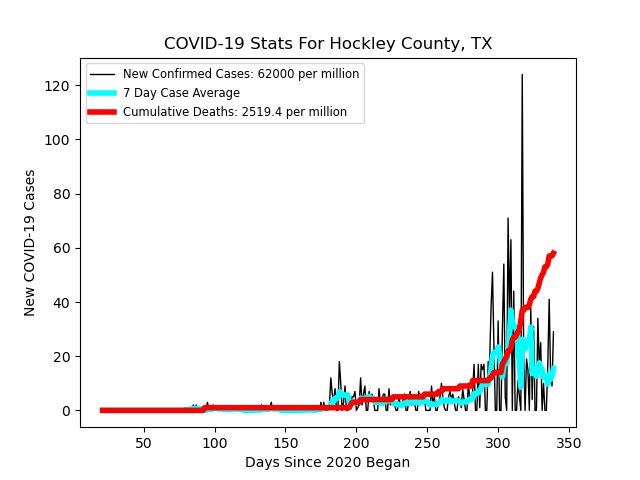 COVID-19 Stats For Hockley County, TX
New Confirmed Cases: 62000 per million
7 Day Case Average
Cumulative Deaths: 2519.4 per million
New COVID-19 Cases
120
100
80
60
40
20
0
50
100
150
200
250
300
350
Days Since 2020 Began